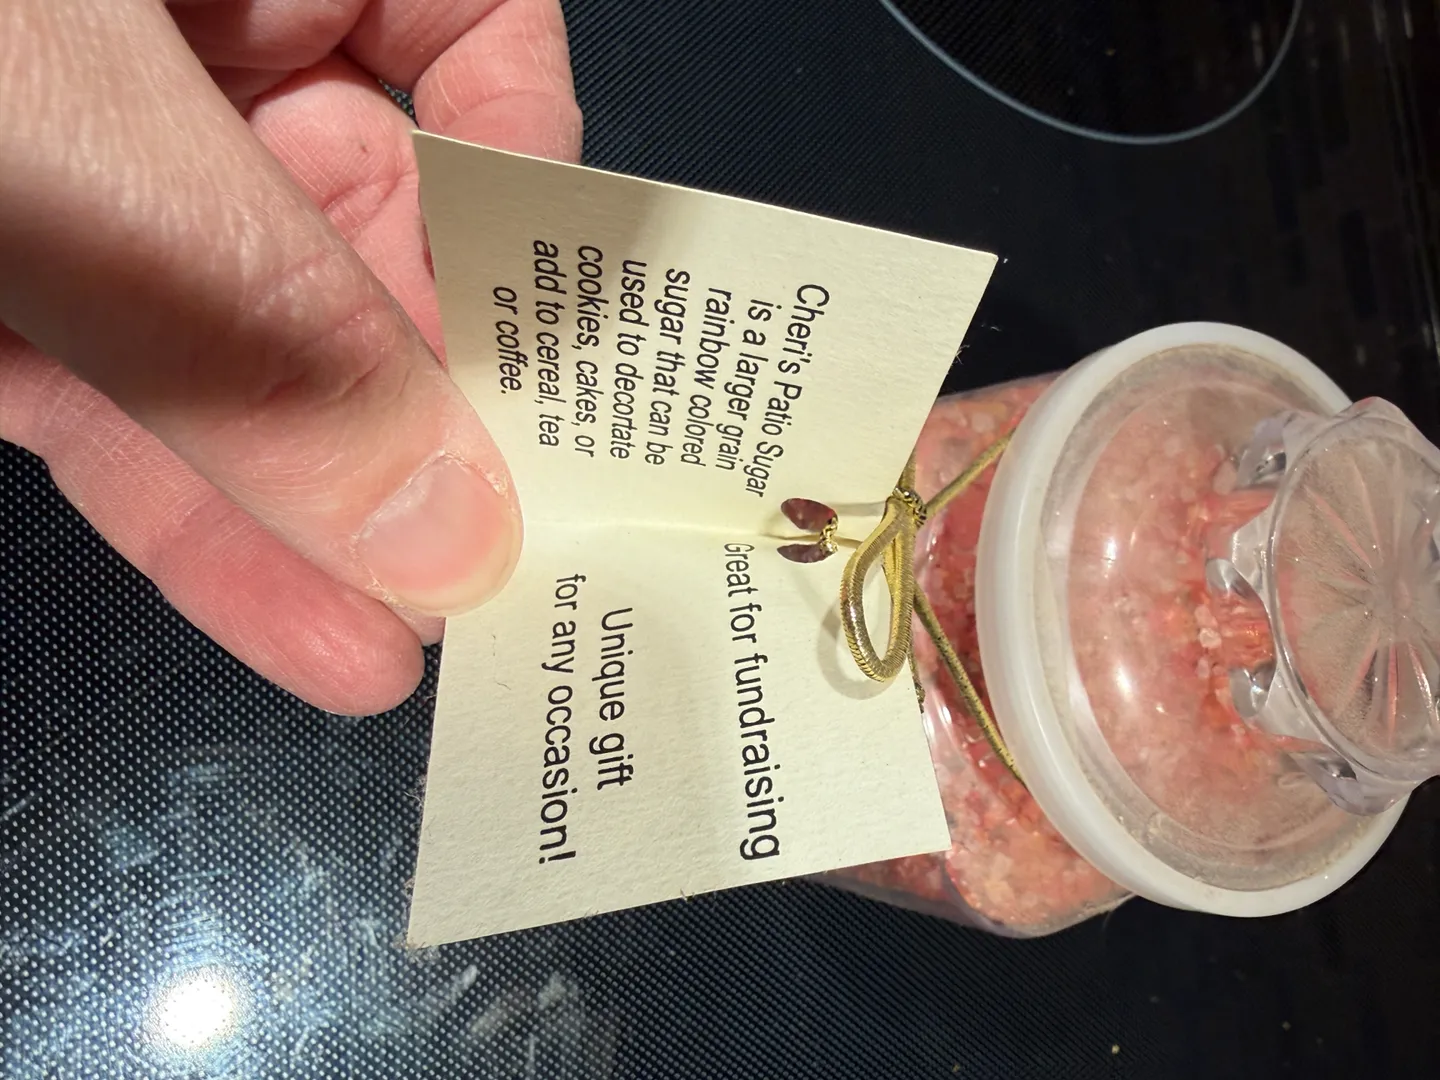 Cheri's Patio Sugar
is a larger grain
rainbow colored
sugar that can be
used to decortate
cookies, cakes, or
add to cereal, tea
or coffee.
Great for fundraising
Unique gift
for any occasion!